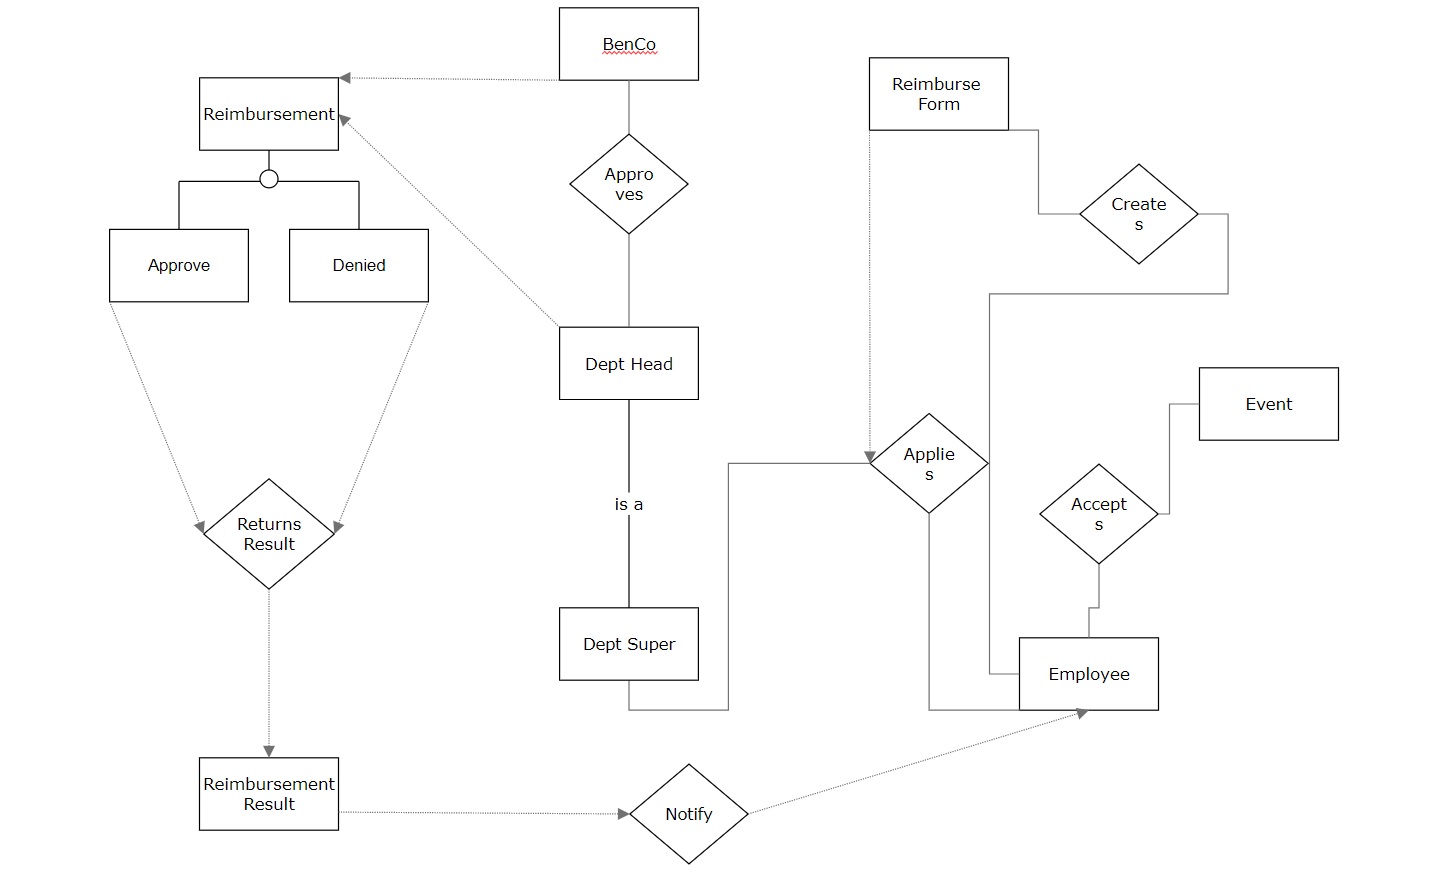 BenCo
Reimburse
Form
Reimbursement
Appro
ves
Create
s
Approve
Denied
Dept Head
Event
Applie
s
Accept
s
is a
Returns
Result
Dept Super
Employee
Reimbursement
Result
Notify